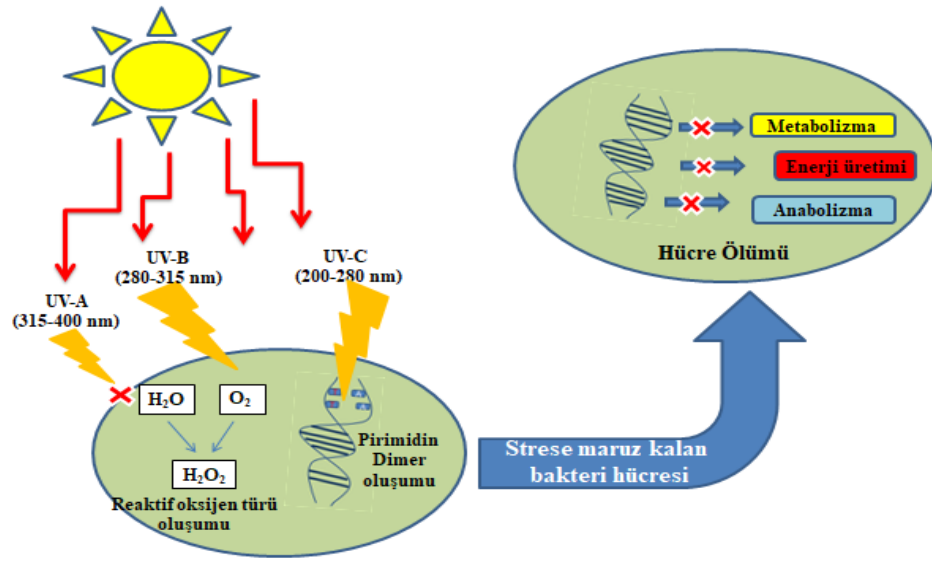 UV-A
(315-400 nm)
UV-B
(280-315 nm)
UV-C
(200-280 nm)
H₂O
O₂
H₂O₂
Reaktif oksijen türü
oluşumu
A
A
Pirimidin
Dimer
oluşumu
Strese maruz kalan
bakteri hücresi
Metabolizma
Enerji üretimi
Anabolizma
Hücre Ölümü